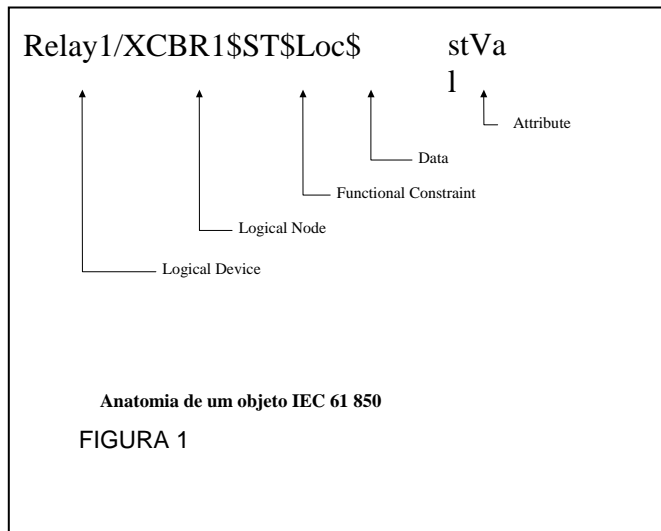 Relay1/XCBR1$ST$Loc$ stVa
l
Attribute
Data
Functional Constraint
Logical Node
Logical Device
Anatomia de um objeto IEC 61 850
FIGURA 1